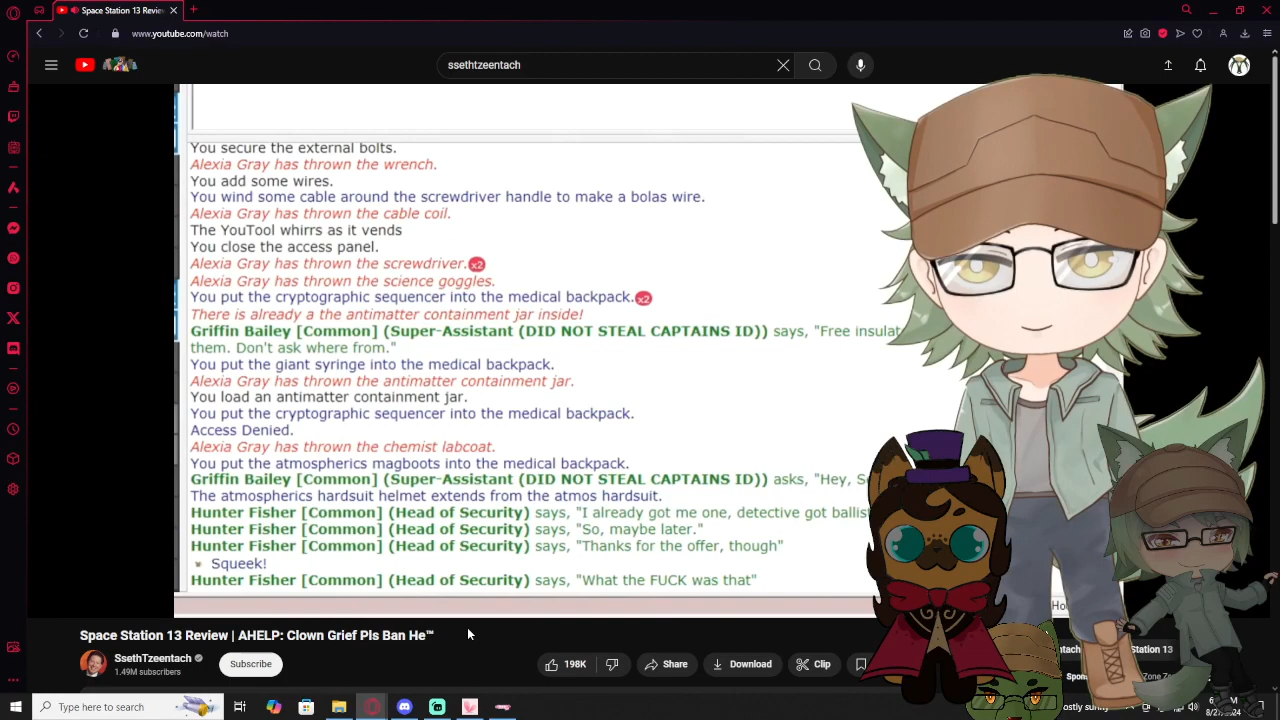 Space Station 13 Review
www.youtube.com/watch
ssethtzeentach
You secure the external bolts.
Alexia Gray has thrown the wrench.
You add some wires.
You wind some cable around the screwdriver handle to make a bolas wire.
Alexia Gray has thrown the cable coil.
The YouTool whirrs as it vends
You close the access panel.
Alexia Gray has thrown the screwdriver. x2
Alexia Gray has thrown the science goggles.
You put the cryptographic sequencer into the medical backpack. x2
There is already a the antimatter containment jar inside!
Griffin Bailey [Common] (Super-Assistant (DID NOT STEAL CAPTAINS ID)) says, "Free
them. Don't ask where from."
You put the giant syringe into the medical backpack.
Alexia Gray has thrown the antimatter containment jar.
You load an antimatter containment jar.
You put the cryptographic sequencer into the medical backpack.
Access Denied.
Alexia Gray has thrown the chemist labcoat.
You put the atmospherics magboots into the medical backpack.
Griffin Bailey [Common] (Super-Assistant (DID NOT STEAL CAPTAINS ID)) asks, "Hey,
The atmospherics hardsuit helmet extends from the atmos hardsuit.
Hunter Fisher [Common] (Head of Security) says, "I already got me one, detective got
Hunter Fisher [Common] (Head of Security) says, "So, maybe later."
Hunter Fisher [Common] (Head of Security) says, "Thanks for the offer, though"
Squeek!
Hunter Fisher [Common] (Head of Security) says, "What the FUCK was that"
Space Station 13 Review | AHELP: Clown Grief Pls Ban He™
SsethTzeentach
1.49M subscribers
Subscribe
198K
Share
Download
Clip
Station 13
Type here to search